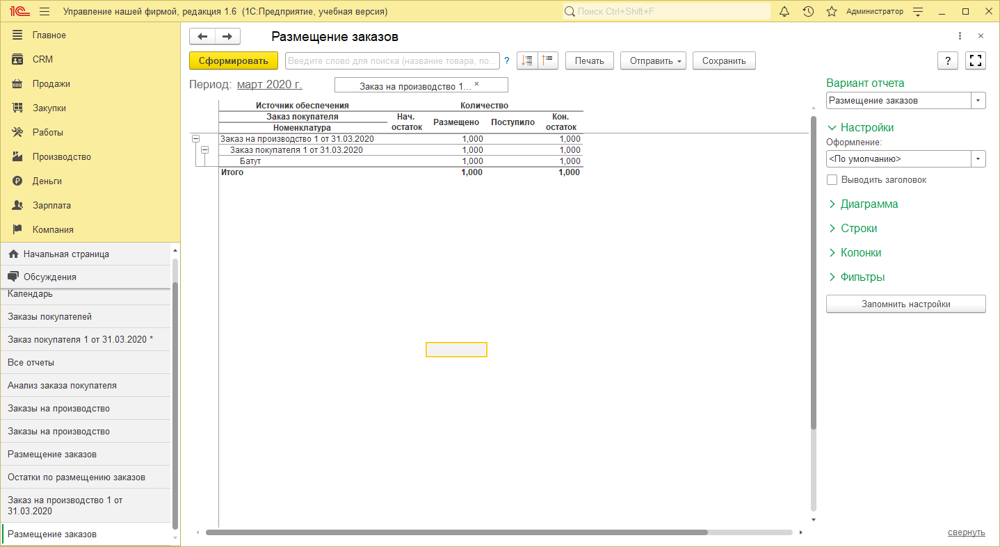 1С Управление нашей фирмой, редакция 1.6 (1С:Предприятие, учебная версия)
Поиск Ctrl+Shift+F
Администратор
Главное
CRM
Продажи
Закупки
Работы
Производство
Деньги
Зарплата
Компания
Начальная страница
Обсуждения
Календарь
Заказы покупателей
Заказ покупателя 1 от 31.03.2020 *
Все отчеты
Анализ заказа покупателя
Заказы на производство
Заказы на производство
Размещение заказов
Остатки по размещению заказов
Заказ на производство 1 от
31.03.2020
Размещение заказов
Размещение заказов
Сформировать
Введите слово для поиска (название товара, по...
?
Печать
Отправить
Сохранить
?
Период: март 2020 г.
Заказ на производство 1... ×
Источник обеспечения Количество
Заказ покупателя Нач. остаток Размещено Поступило Кон. остаток
Номенклатура
Заказ на производство 1 от 31.03.2020 1,000 1,000
Заказ покупателя 1 от 31.03.2020 1,000 1,000
Батут 1,000 1,000
Итого 1,000 1,000
Вариант отчета
Размещение заказов
Настройки
Оформление:
<По умолчанию>
Выводить заголовок
Диаграмма
Строки
Колонки
Фильтры
Запомнить настройки
свернуть